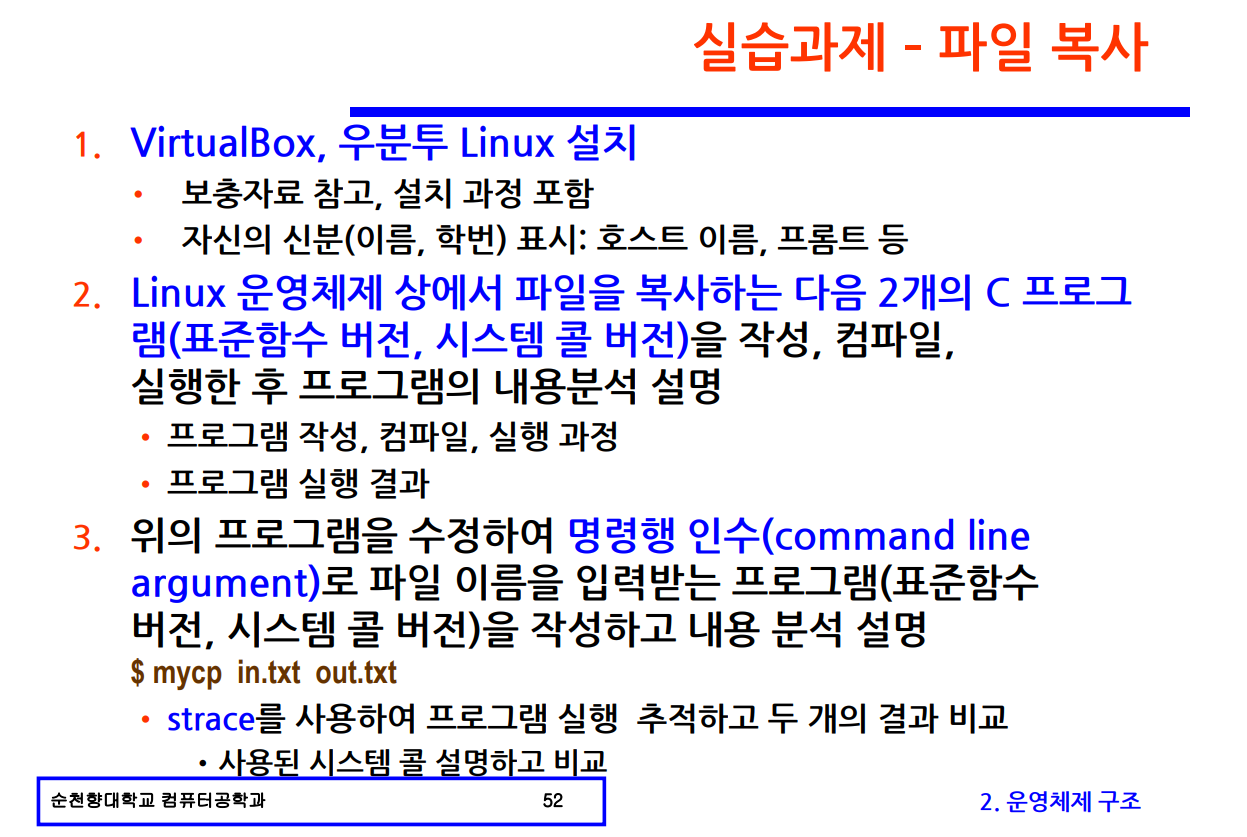 실습과제 - 파일 복사
1. VirtualBox, 우분투 Linux 설치
• 보충자료 참고, 설치 과정 포함
• 자신의 신분(이름, 학번) 표시: 호스트 이름, 프롬트 등
2. Linux 운영체제 상에서 파일을 복사하는 다음 2개의 C 프로그
램(표준함수 버전, 시스템 콜 버전)을 작성, 컴파일,
실행한 후 프로그램의 내용분석 설명
• 프로그램 작성, 컴파일, 실행 과정
• 프로그램 실행 결과
3. 위의 프로그램을 수정하여 명령행 인수(command line
argument)로 파일 이름을 입력받는 프로그램(표준함수
버전, 시스템 콜 버전)을 작성하고 내용 분석 설명
$ mycp in.txt out.txt
• strace를 사용하여 프로그램 실행 추적하고 두 개의 결과 비교
• 사용된 시스템 콜 설명하고 비교
순천향대학교 컴퓨터공학과 52
2. 운영체제 구조